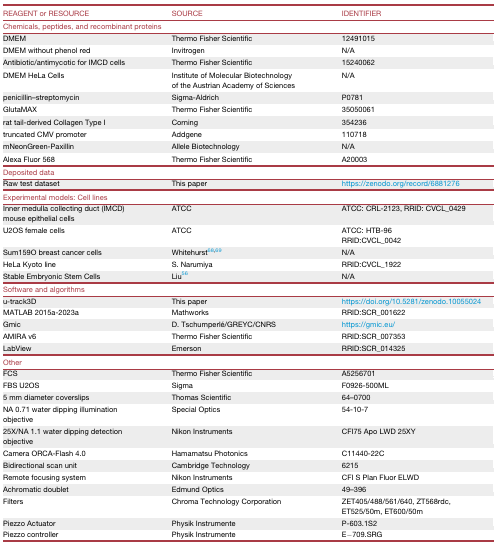 REAGENT or RESOURCE SOURCE IDENTIFIER
Chemicals, peptides, and recombinant proteins
DMEM Thermo Fisher Scientific 12491015
DMEM without phenol red Invitrogen N/A
Antibiotic/antimycotic for IMCD cells Thermo Fisher Scientific 15240062
DMEM HeLa Cells Institute of Molecular Biotechnology N/A
of the Austrian Academy of Sciences
penicillin–streptomycin Sigma-Aldrich P0781
GlutaMAX Thermo Fisher Scientific 35050061
rat tail-derived Collagen Type I Corning 354236
truncated CMV promoter Addgene 110718
mNeonGreen-Paxillin Allele Biotechnology N/A
Alexa Fluor 568 Thermo Fisher Scientific A20003
Deposited data
Raw test dataset This paper https://zenodo.org/record/6881276
Experimental models: Cell lines
Inner medulla collecting duct (IMCD) ATCC ATCC: CRL-2123, RRID: CVCL_0429
mouse epithelial cells
U2OS female cells ATCC ATCC: HTB-96
RRID:CVCL_0042
Sum159O breast cancer cells Whitehurst N/A
HeLa Kyoto line S. Narumiya RRID:CVCL_1922
Stable Embryonic Stem Cells Liu N/A
Software and algorithms
u-track3D This paper https://doi.org/10.5281/zenodo.10055024
MATLAB 2015a-2023a Mathworks RRID:SCR_001622
Gmic D. Tschumperlé/GREYC/CNRS https://gmic.eu/
AMIRA v6 Thermo Fisher Scientific RRID:SCR_007353
LabView Emerson RRID:SCR_014325
Other
FCS Thermo Fisher Scientific A5256701
FBS U2OS Sigma F0926-500ML
5 mm diameter coverslips Thomas Scientific 64–0700
NA 0.71 water dipping illumination Special Optics 54-10-7
objective
25X/NA 1.1 water dipping detection Nikon Instruments CFI75 Apo LWD 25XY
objective
Camera ORCA-Flash 4.0 Hamamatsu Photonics C11440-22C
Bidirectional scan unit Cambridge Technology 6215
Remote focusing system Nikon Instruments CFI S Plan Fluor ELWD
Achromatic doublet Edmund Optics 49–396
Filters Chroma Technology Corporation ZET405/488/561/640, ZT568rdc,
ET525/50m, ET600/50m
Piezzo Actuator Physik Instrumente P-603.1S2
Piezzo controller Physik Instrumente E–709.SRG